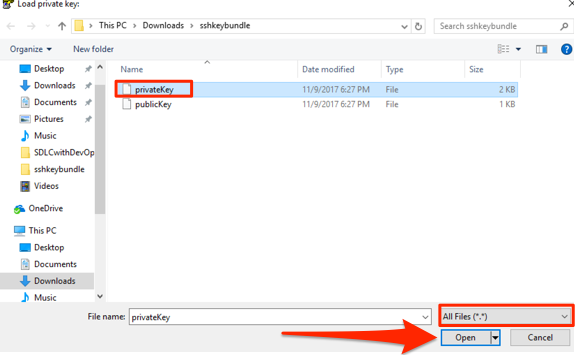 Load private key:
This PC > Downloads > sshkeybundle
Search sshkeybundle
Organize
New folder
Name
Date modified
Type
Size
Desktop
Downloads
Documents
Pictures
Music
SDLCwithDevOp
sshkeybundle
Videos
OneDrive
This PC
Desktop
Documents
Downloads
Music
privateKey 11/9/2017 6:27 PM File 2 KB
publicKey 11/9/2017 6:27 PM File 1 KB
File name: privateKey
All Files (*.*)
Open
Cancel